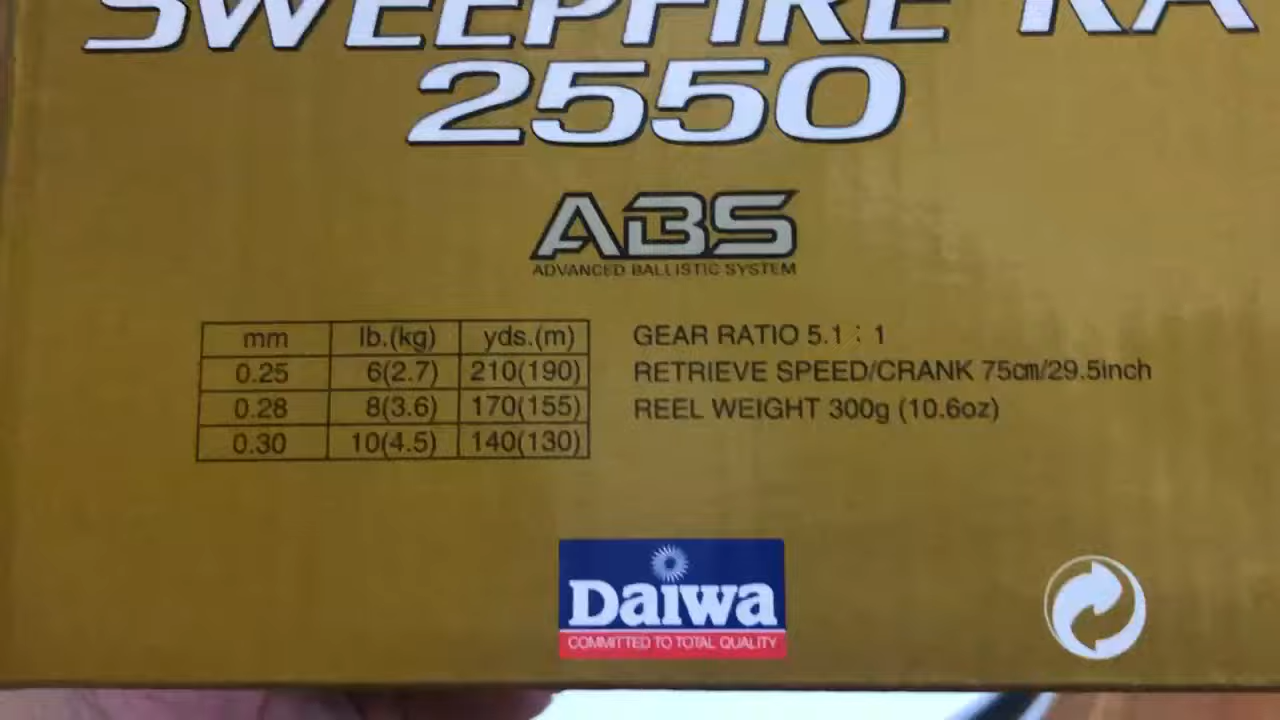 SWEEPFIRE RA
2550
ABS
ADVANCED BALLISTIC SYSTEM
mm lb.(kg) yds.(m)
0.25 6(2.7) 210(190)
0.28 8(3.6) 170(155)
0.30 10(4.5) 140(130)
GEAR RATIO 5.1:1
RETRIEVE SPEED/CRANK 75cm/29.5inch
REEL WEIGHT 300g (10.6oz)
Daiwa
COMMITTED TO TOTAL QUALITY